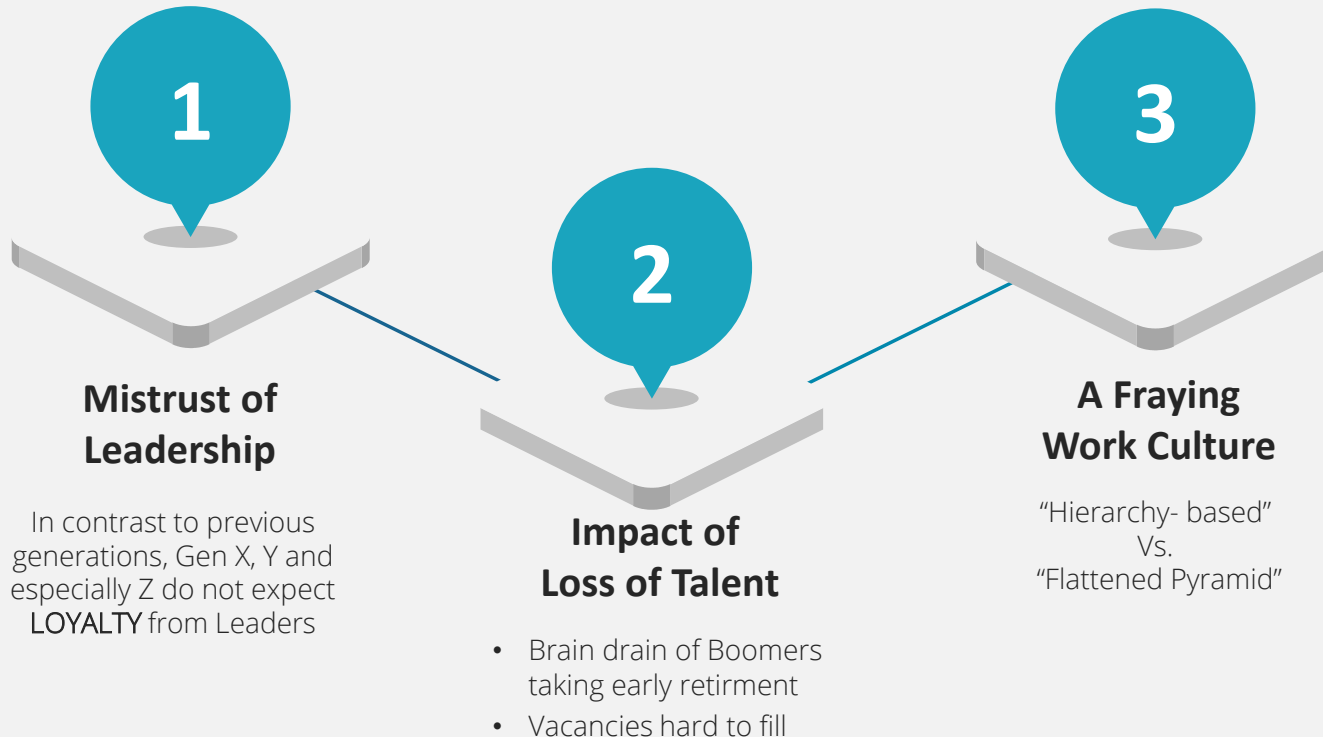 1
Mistrust of
Leadership
In contrast to previous
generations, Gen X, Y and
especially Z do not expect
LOYALTY from Leaders
2
Impact of
Loss of Talent
• Brain drain of Boomers
taking early retirment
• Vacancies hard to fill
3
A Fraying
Work Culture
“Hierarchy- based”
Vs.
“Flattened Pyramid”